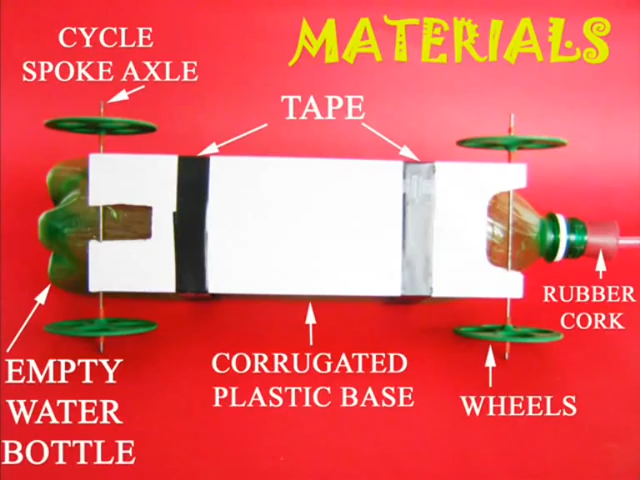 MATERIALS
CYCLE
SPOKE AXLE
TAPE
RUBBER
CORK
CORRUGATED
PLASTIC BASE
WHEELS
EMPTY
WATER
BOTTLE